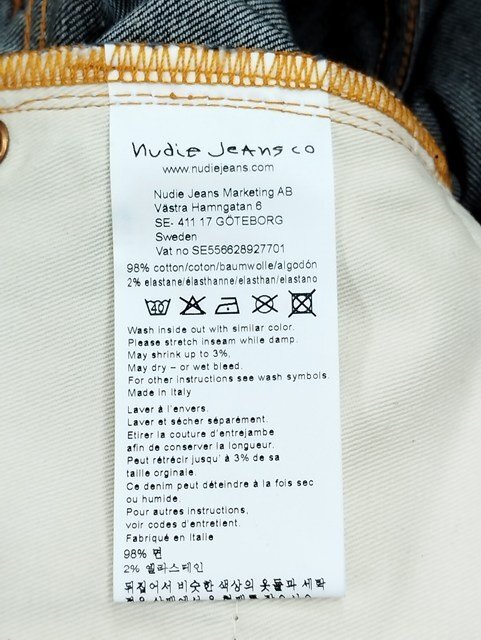 nudie jeans co
www.nudiejeans.com
Nudie Jeans Marketing AB
Västra Hamngatan 6
SE- 411 17 GÖTEBORG
Sweden
Vat no SE556628927701
98% cotton/coton/baumwolle/algodón
2% elastane/élasthanne/elasthan/elastano
40
Wash inside out with similar color.
Please stretch inseam while damp.
May shrink up to 3%,
May dry – or wet bleed.
For other instructions see wash symbols.
Made in Italy
Laver à l'envers.
Laver et sécher séparément.
Etirer la couture d'entrejambe
afin de conserver la longueur.
Peut rétrécir jusqu' à 3% de sa
taille orginale.
Ce denim peut déteindre à la fois sec
ou humide.
Pour autres instructions,
voir codes d'entretient.
Fabriqué en Italie
98% 면
2% 엘라스테인
뒤집어서 비슷한 색상의 옷들과 세탁